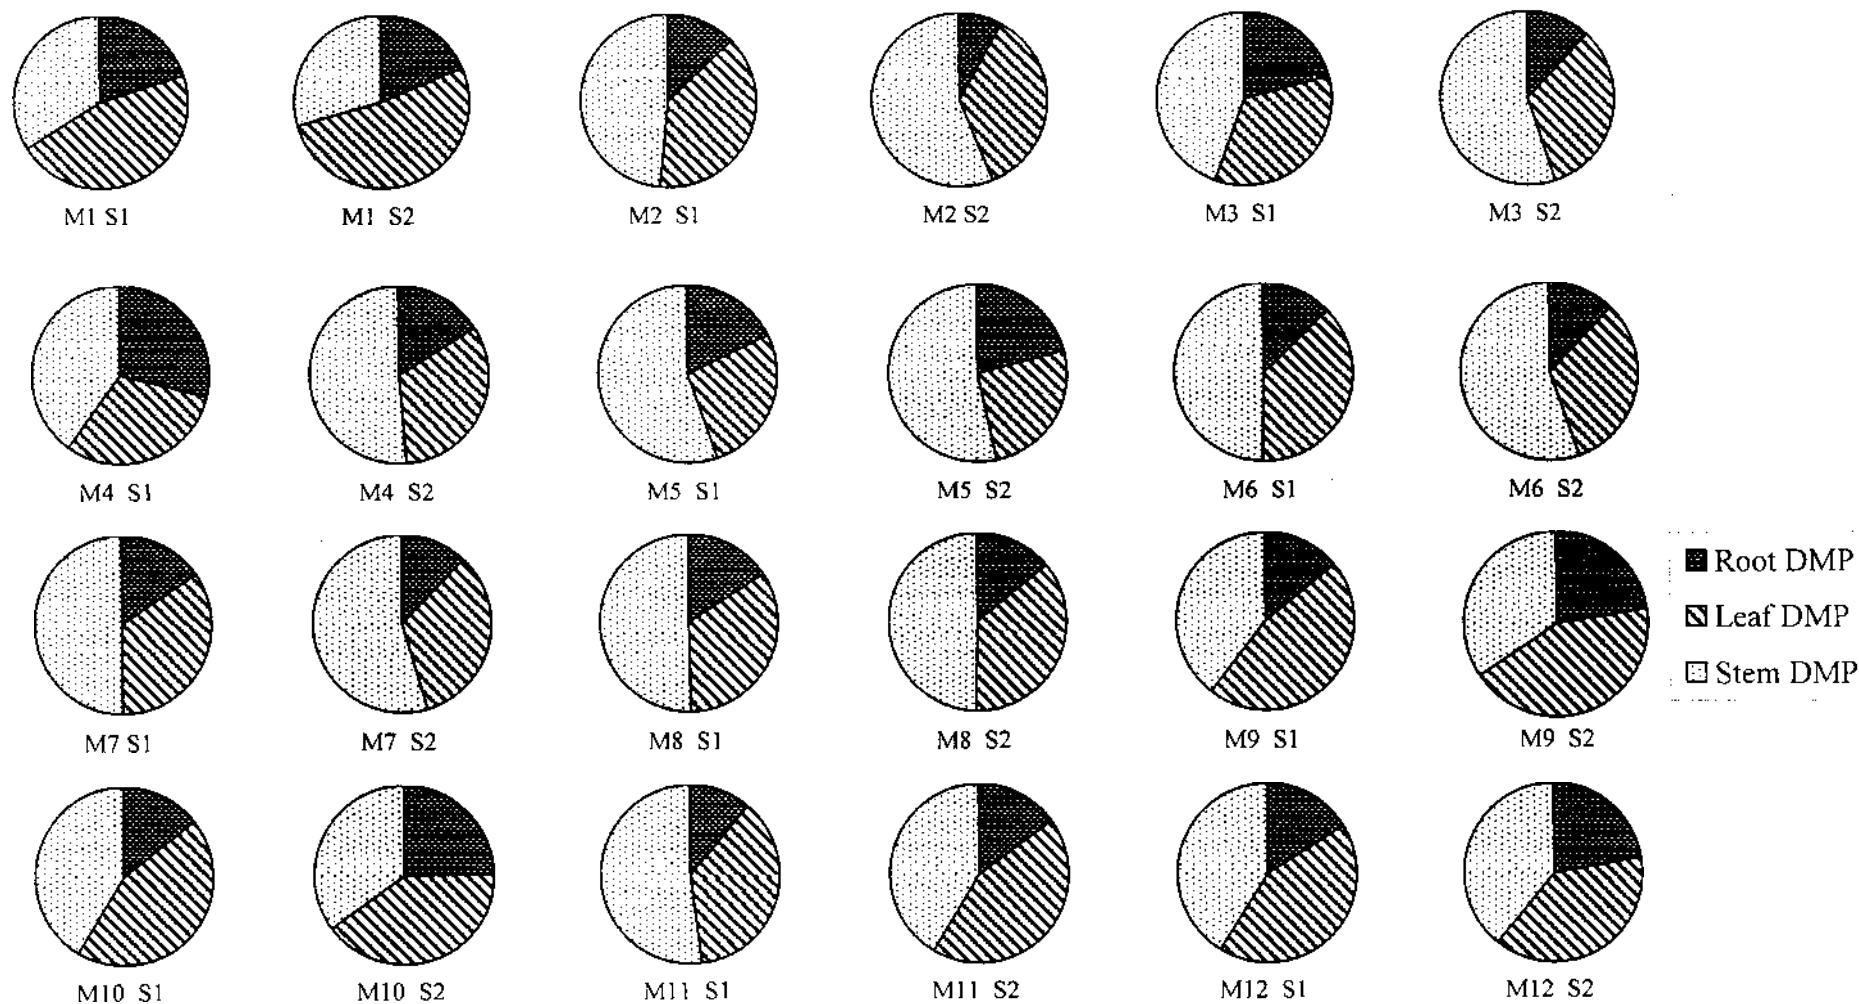 M1 S1 M1 S2 M2 S1 M2 S2 M3 S1 M3 S2
M4 S1 M4 S2 M5 S1 M5 S2 M6 S1 M6 S2
Root DMP
Leaf DMP
Stem DMP
M7 S1 M7 S2 M8 S1 M8 S2 M9 S1 M9 S2
M10 S1 M10 S2 M11 S1 M11 S2 M12 S1 M12 S2